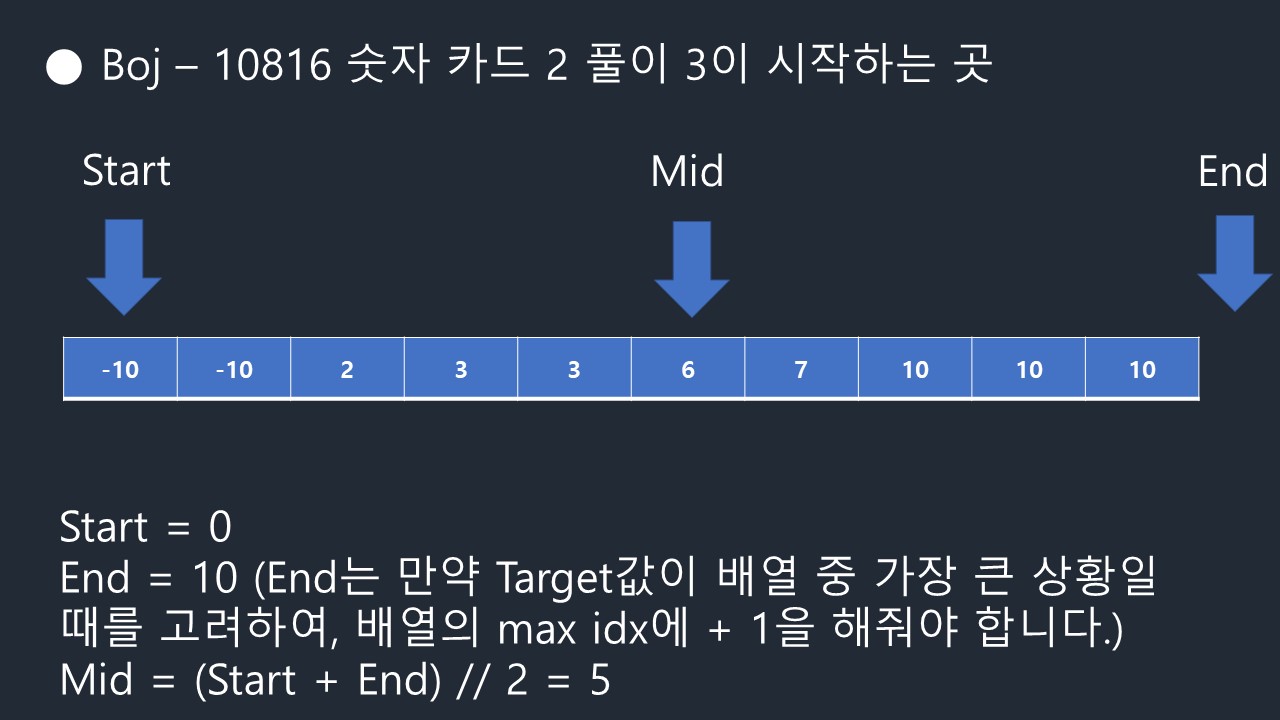 ● Boj – 10816 숫자 카드 2 풀이 3이 시작하는 곳
Start Mid End
-10 -10 2 3 3 6 7 10 10 10
Start = 0
End = 10 (End는 만약 Target값이 배열 중 가장 큰 상황일
때를 고려하여, 배열의 max idx에 + 1을 해줘야 합니다.)
Mid = (Start + End) // 2 = 5